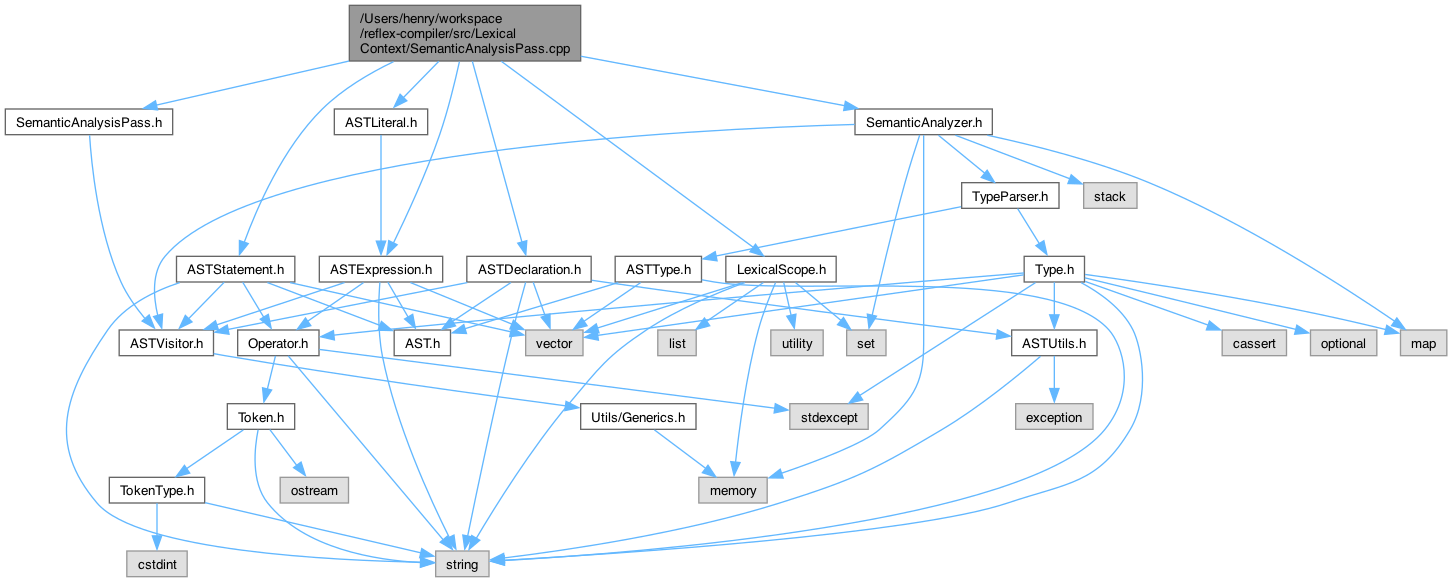 /Users/henry/workspace
/reflex-compiler/src/Lexical
Context/SemanticAnalysisPass.cpp
SemanticAnalysisPass.h
ASTLiteral.h
SemanticAnalyzer.h
TypeParser.h
stack
ASTStatement.h
ASTExpression.h
ASTDeclaration.h
ASTType.h
LexicalScope.h
Type.h
ASTVisitor.h
Operator.h
AST.h
vector
list
utility
set
ASTUtils.h
cassert
optional
map
Token.h
Utils/Generics.h
stdexcept
exception
TokenType.h
ostream
memory
cstdint
string